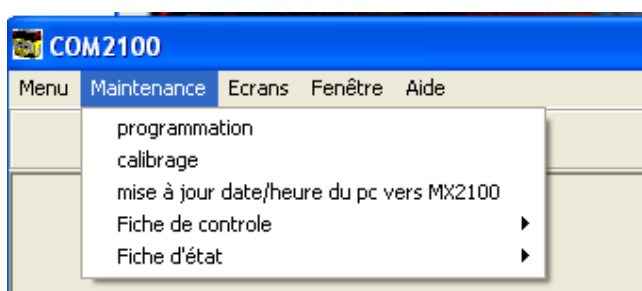 COM2100
Menu Maintenance Ecrans Fenêtre Aide
programmation
calibrage
mise à jour date/heure du pc vers MX2100
Fiche de controle
Fiche d'état